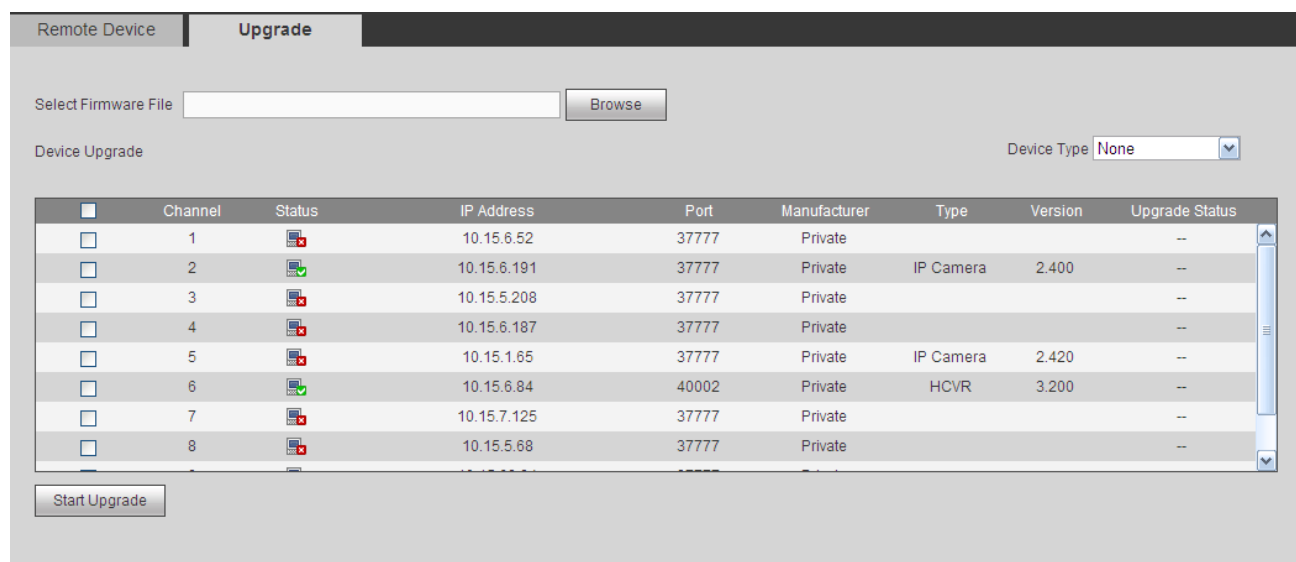 Remote Device Upgrade
Select Firmware File Browse
Device Upgrade Device Type None
Channel Status IP Address Port Manufacturer Type Version Upgrade Status
1 10.15.6.52 37777 Private --
2 10.15.6.191 37777 Private IP Camera 2.400 --
3 10.15.5.208 37777 Private --
4 10.15.6.187 37777 Private --
5 10.15.1.65 37777 Private IP Camera 2.420 --
6 10.15.6.84 40002 Private HCVR 3.200 --
7 10.15.7.125 37777 Private --
8 10.15.5.68 37777 Private --
Start Upgrade